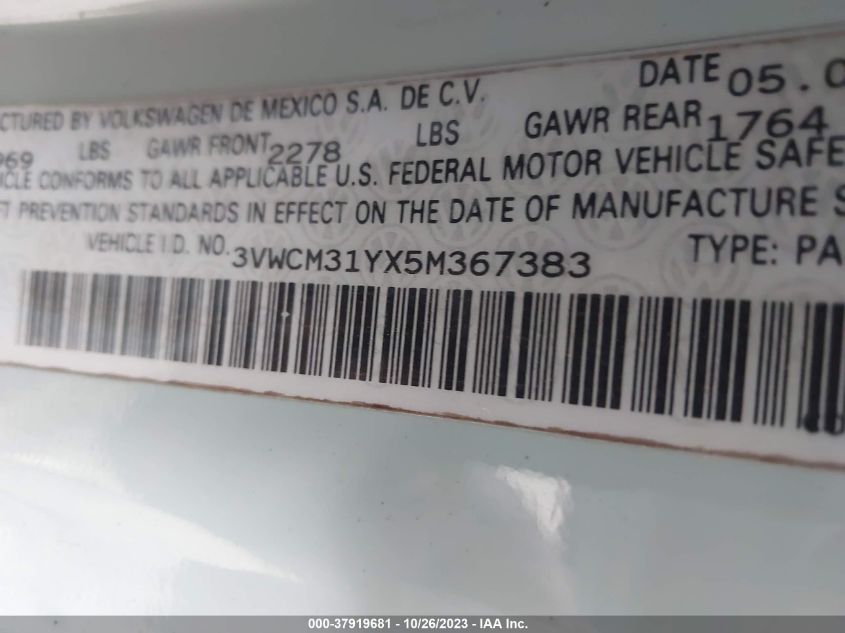 DATE 05.0
CTURED BY VOLKSWAGEN DE MEXICO S.A. DE C.V.
969 LBS GAWR FRONT 2278 LBS GAWR REAR 1764
ICLE CONFORMS TO ALL APPLICABLE U.S. FEDERAL MOTOR VEHICLE SAFE
FT PREVENTION STANDARDS IN EFFECT ON THE DATE OF MANUFACTURE S
VEHICLE I.D. NO. 3VWCM31YX5M367383 TYPE: PA
000-37919681 - 10/26/2023 - IAA Inc.